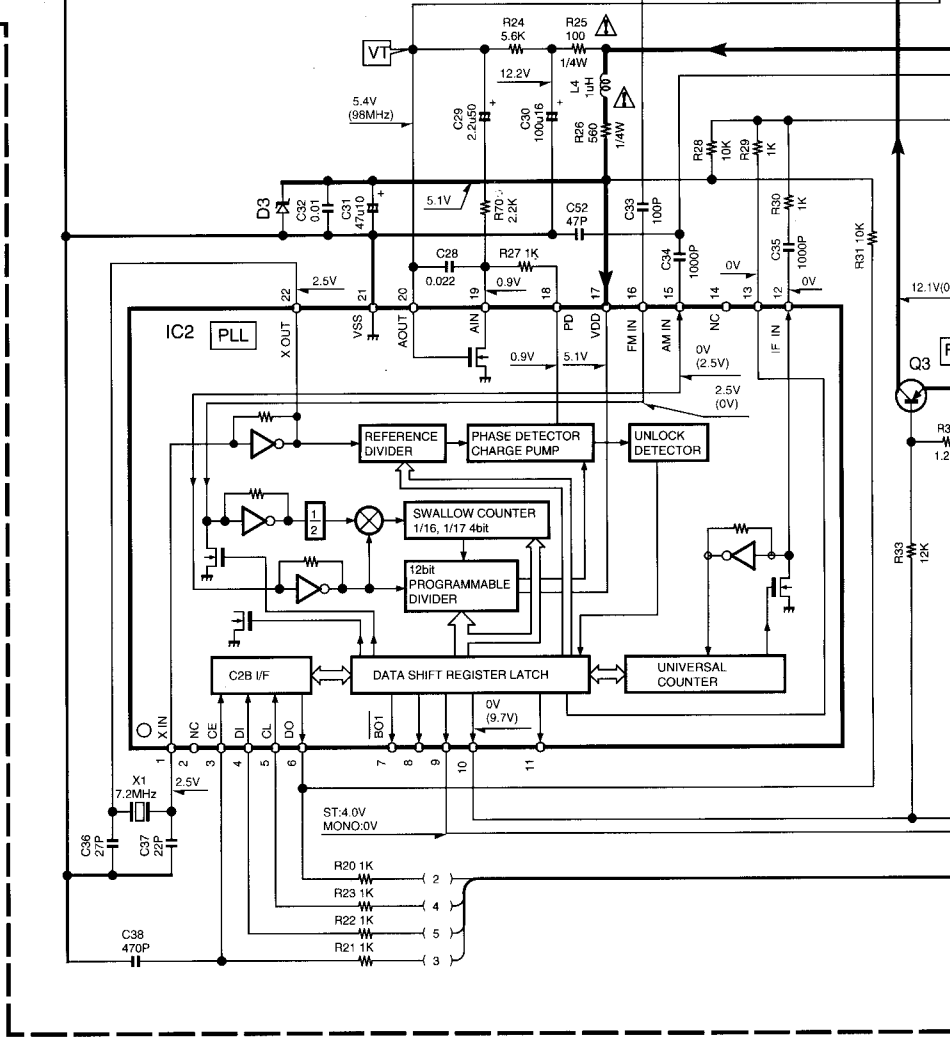 R24
5.6K
R25
100
1/4W
VT
12.2V
L4
1uH
5.4V
(98MHz)
C29
2.2u50
+
C30
100u16
+
R26
560
1/4W
R28
10K
R29
1K
D3
C32
0.01
C31
47u10
+
5.1V
R70
2.2K
C52
47P
C33
100P
R30
1K
C34
1000P
C35
1000P
R31 10K
C28
0.022
R27 1K
0V
2.5V
0.9V
0V
12.1V(0
22
21
20
19
18
17
16
15
14
13
12
IC2
PLL
X OUT
VSS
AOUT
AIN
PD
VDD
FM IN
AM IN
NC
IF IN
0.9V
5.1V
0V
(2.5V)
2.5V
(0V)
Q3
REFERENCE
DIVIDER
PHASE DETECTOR
CHARGE PUMP
UNLOCK
DETECTOR
R3
1.2
1
2
SWALLOW COUNTER
1/16, 1/17 4bit
R33
12K
12bit
PROGRAMMABLE
DIVIDER
C2B I/F
DATA SHIFT REGISTER LATCH
UNIVERSAL
COUNTER
0V
(9.7V)
X IN
NC
CE
DI
CL
DO
BO1
1
2
3
4
5
6
7
8
9
10
11
X1
7.2MHz
2.5V
ST:4.0V
MONO:0V
C36
27P
C37
22P
R20 1K
2
R23 1K
4
R22 1K
5
R21 1K
3
C38
470P